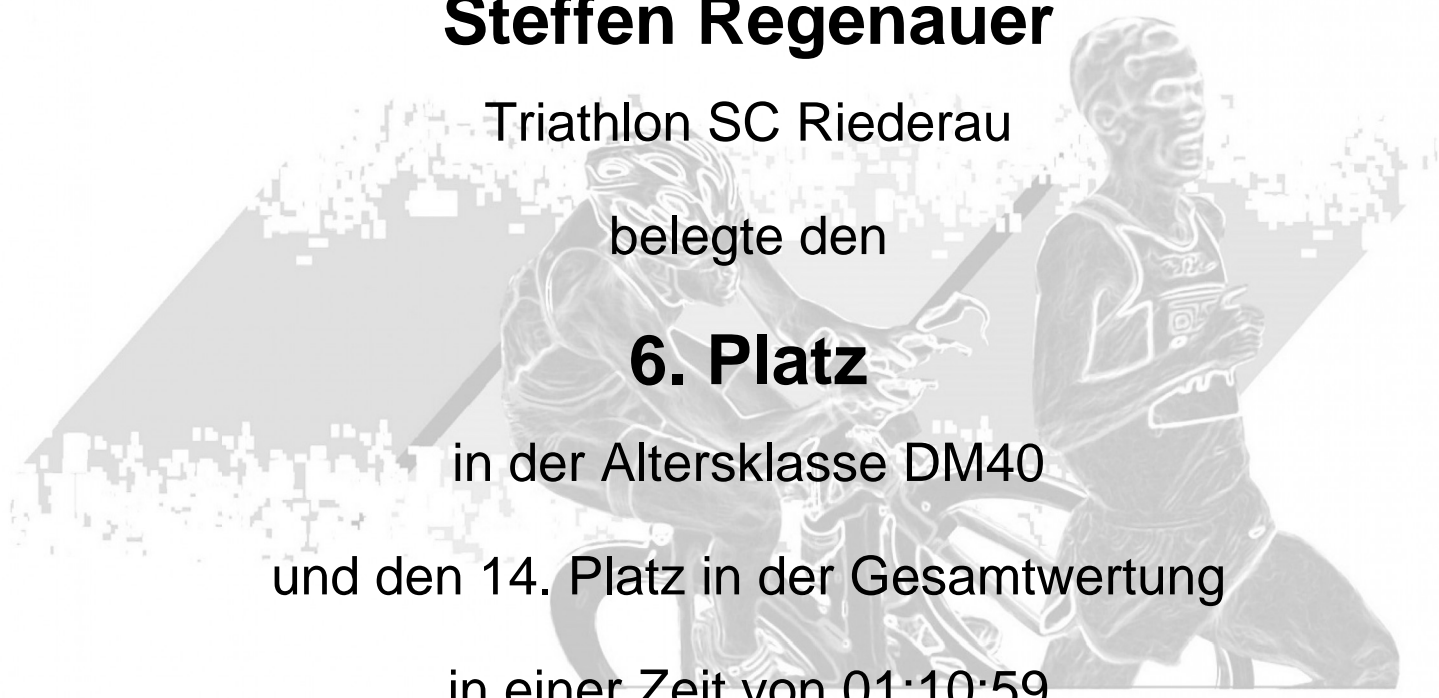 Steffen Regenauer
Triathlon SC Riederau
belegte den
6. Platz
in der Altersklasse DM40
und den 14. Platz in der Gesamtwertung
in einer Zeit von 01:10:59